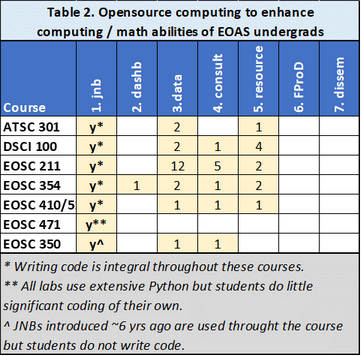 Table 2. Opensource computing to enhance
computing / math abilities of EOAS undergrads
Course 1. jnb 2. dashb 3.data 4. consult 5. resource 6. FProD 7. dissem
ATSC 301 y* 2 1
DSCI 100 y* 2 1 4
EOSC 211 y* 12 5 2
EOSC 354 y* 1 2 1 2
EOSC 410/5 y* 1 1 1
EOSC 471 y**
EOSC 350 y^ 1 1
* Writing code is integral throughout these courses.
** All labs use extensive Python but students do little
significant coding of their own.
^ JNBs introduced ~6 yrs ago are used throught the course
but students do not write code.